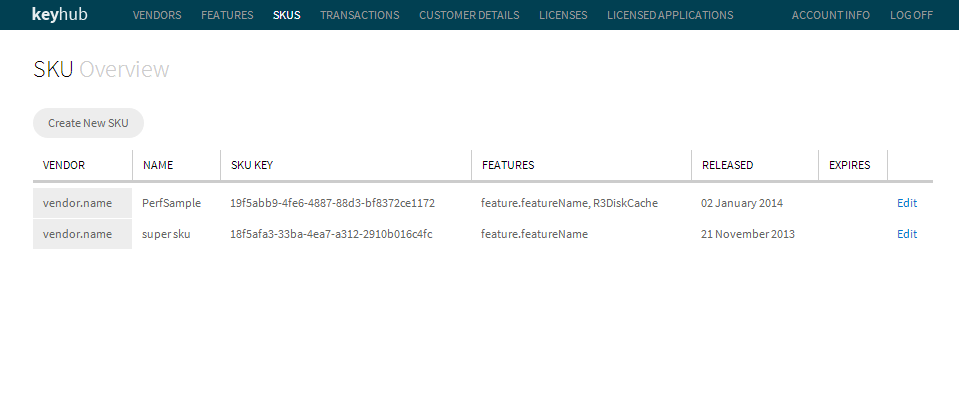 keyhub VENDORS FEATURES SKUS TRANSACTIONS CUSTOMER DETAILS LICENSES LICENSED APPLICATIONS ACCOUNT INFO LOG OFF
SKU Overview
Create New SKU
VENDOR NAME SKU KEY FEATURES RELEASED EXPIRES
vendor.name PerfSample 19f5abb9-4fe6-4887-88d3-bf8372ce1172 feature.featureName, R3DiskCache 02 January 2014 Edit
vendor.name super sku 18f5afa3-33ba-4ea7-a312-2910b016c4fc feature.featureName 21 November 2013 Edit